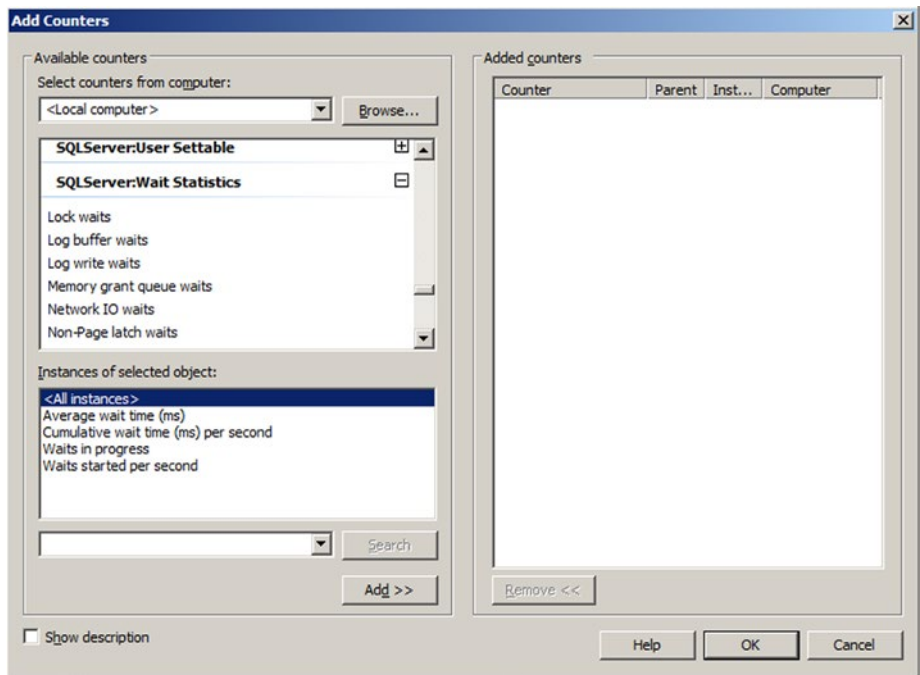 Add Counters
Available counters
Select counters from computer:
<Local computer>
Browse...
SQLServer:User Settable
SQLServer:Wait Statistics
Lock waits
Log buffer waits
Log write waits
Memory grant queue waits
Network IO waits
Non-Page latch waits
Instances of selected object:
<All instances>
Average wait time (ms)
Cumulative wait time (ms) per second
Waits in progress
Waits started per second
Search
Add >>
Show description
Added counters
Counter Parent Inst... Computer
Remove <<
Help OK Cancel